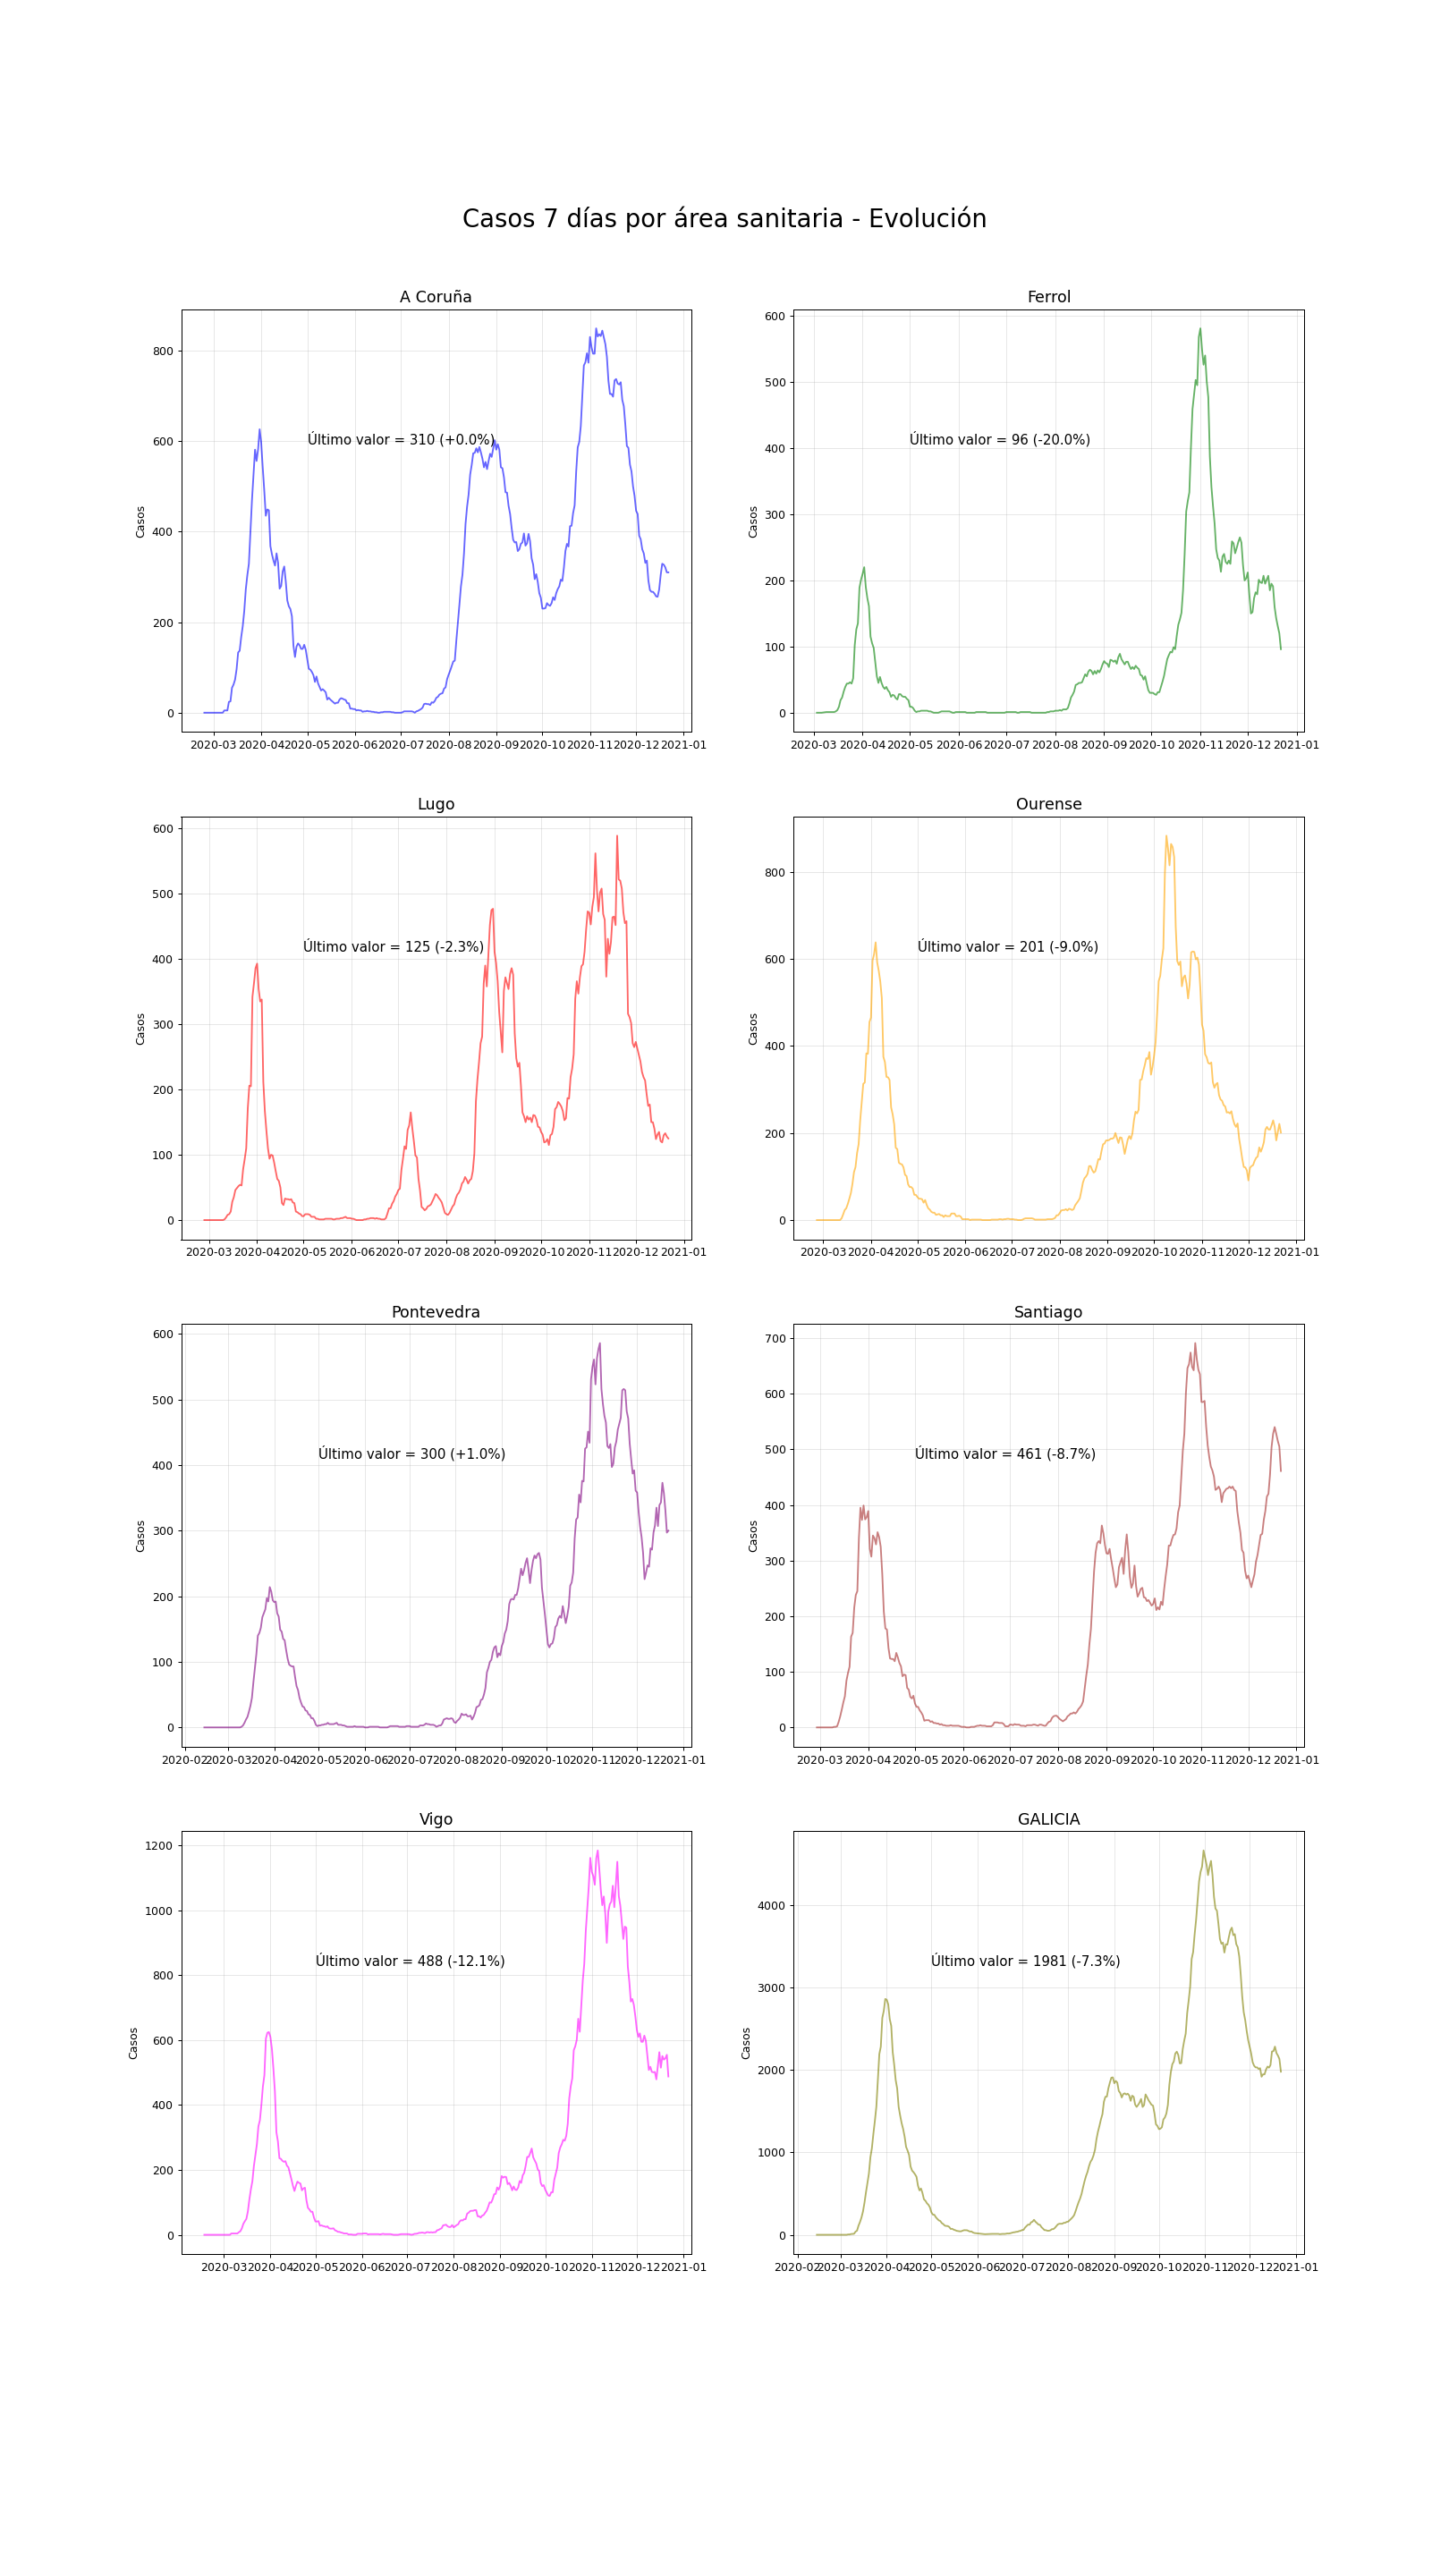 Casos 7 días por área sanitaria - Evolución
A Coruña
Casos
800
600
400
200
0
Último valor = 310 (+0.0%)
2020-03 2020-04 2020-05 2020-06 2020-07 2020-08 2020-09 2020-10 2020-11 2020-12 2021-01
Ferrol
Casos
600
500
400
300
200
100
0
Último valor = 96 (-20.0%)
2020-03 2020-04 2020-05 2020-06 2020-07 2020-08 2020-09 2020-10 2020-11 2020-12 2021-01
Lugo
Casos
600
500
400
300
200
100
0
Último valor = 125 (-2.3%)
2020-03 2020-04 2020-05 2020-06 2020-07 2020-08 2020-09 2020-10 2020-11 2020-12 2021-01
Ourense
Casos
800
600
400
200
0
Último valor = 201 (-9.0%)
2020-03 2020-04 2020-05 2020-06 2020-07 2020-08 2020-09 2020-10 2020-11 2020-12 2021-01
Pontevedra
Casos
600
500
400
300
200
100
0
Último valor = 300 (+1.0%)
2020-02 2020-03 2020-04 2020-05 2020-06 2020-07 2020-08 2020-09 2020-10 2020-11 2020-12 2021-01
Santiago
Casos
700
600
500
400
300
200
100
0
Último valor = 461 (-8.7%)
2020-03 2020-04 2020-05 2020-06 2020-07 2020-08 2020-09 2020-10 2020-11 2020-12 2021-01
Vigo
Casos
1200
1000
800
600
400
200
0
Último valor = 488 (-12.1%)
2020-03 2020-04 2020-05 2020-06 2020-07 2020-08 2020-09 2020-10 2020-11 2020-12 2021-01
GALICIA
Casos
4000
3000
2000
1000
0
Último valor = 1981 (-7.3%)
2020-02 2020-03 2020-04 2020-05 2020-06 2020-07 2020-08 2020-09 2020-10 2020-11 2020-12 2021-01